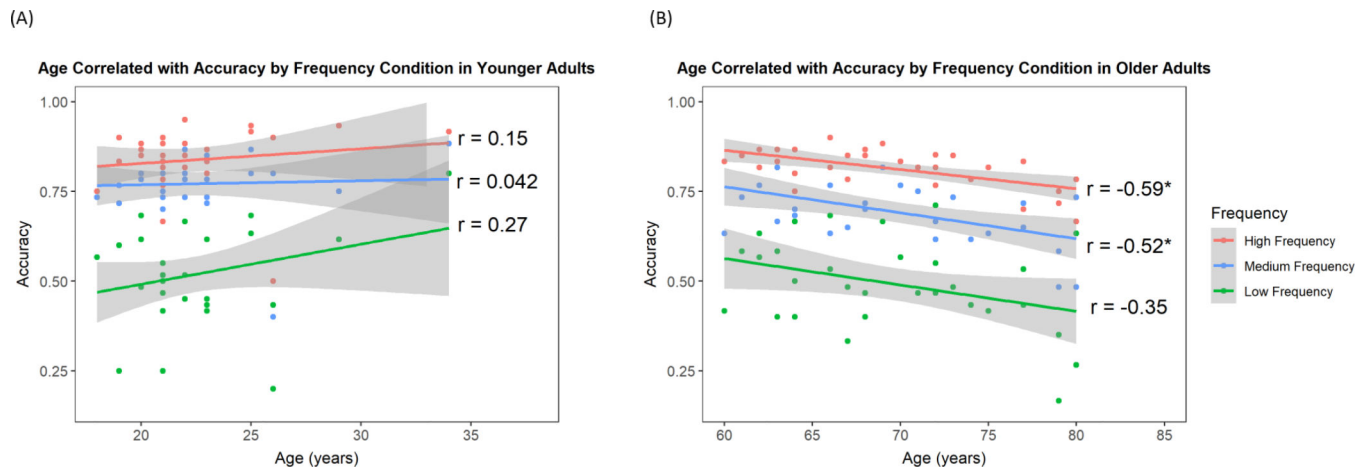 (A)
Age Correlated with Accuracy by Frequency Condition in Younger Adults
1.00
0.75
0.50
0.25
Accuracy
r = 0.15
r = 0.042
r = 0.27
20
25
30
35
Age (years)
(B)
Age Correlated with Accuracy by Frequency Condition in Older Adults
1.00
0.75
0.50
0.25
Accuracy
r = -0.59*
r = -0.52*
r = -0.35
60
65
70
75
80
85
Age (years)
Frequency
High Frequency
Medium Frequency
Low Frequency